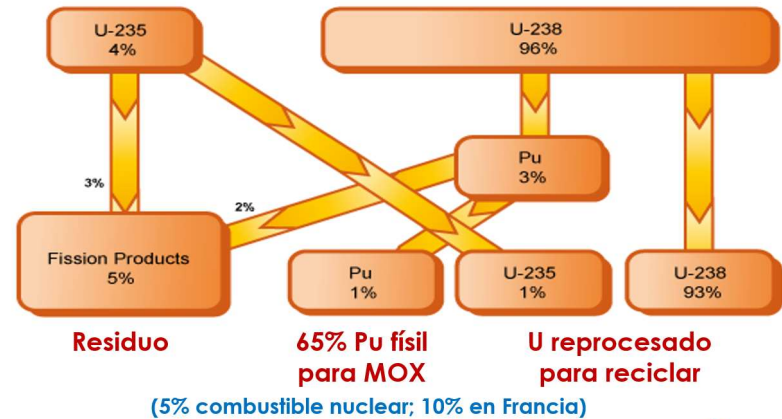 U-235
4%
U-238
96%
Pu
3%
3%
2%
Fission Products
5%
Pu
1%
U-235
1%
U-238
93%
Residuo
65% Pu físil
para MOX
U reprocesado
para reciclar
(5% combustible nuclear; 10% en Francia)